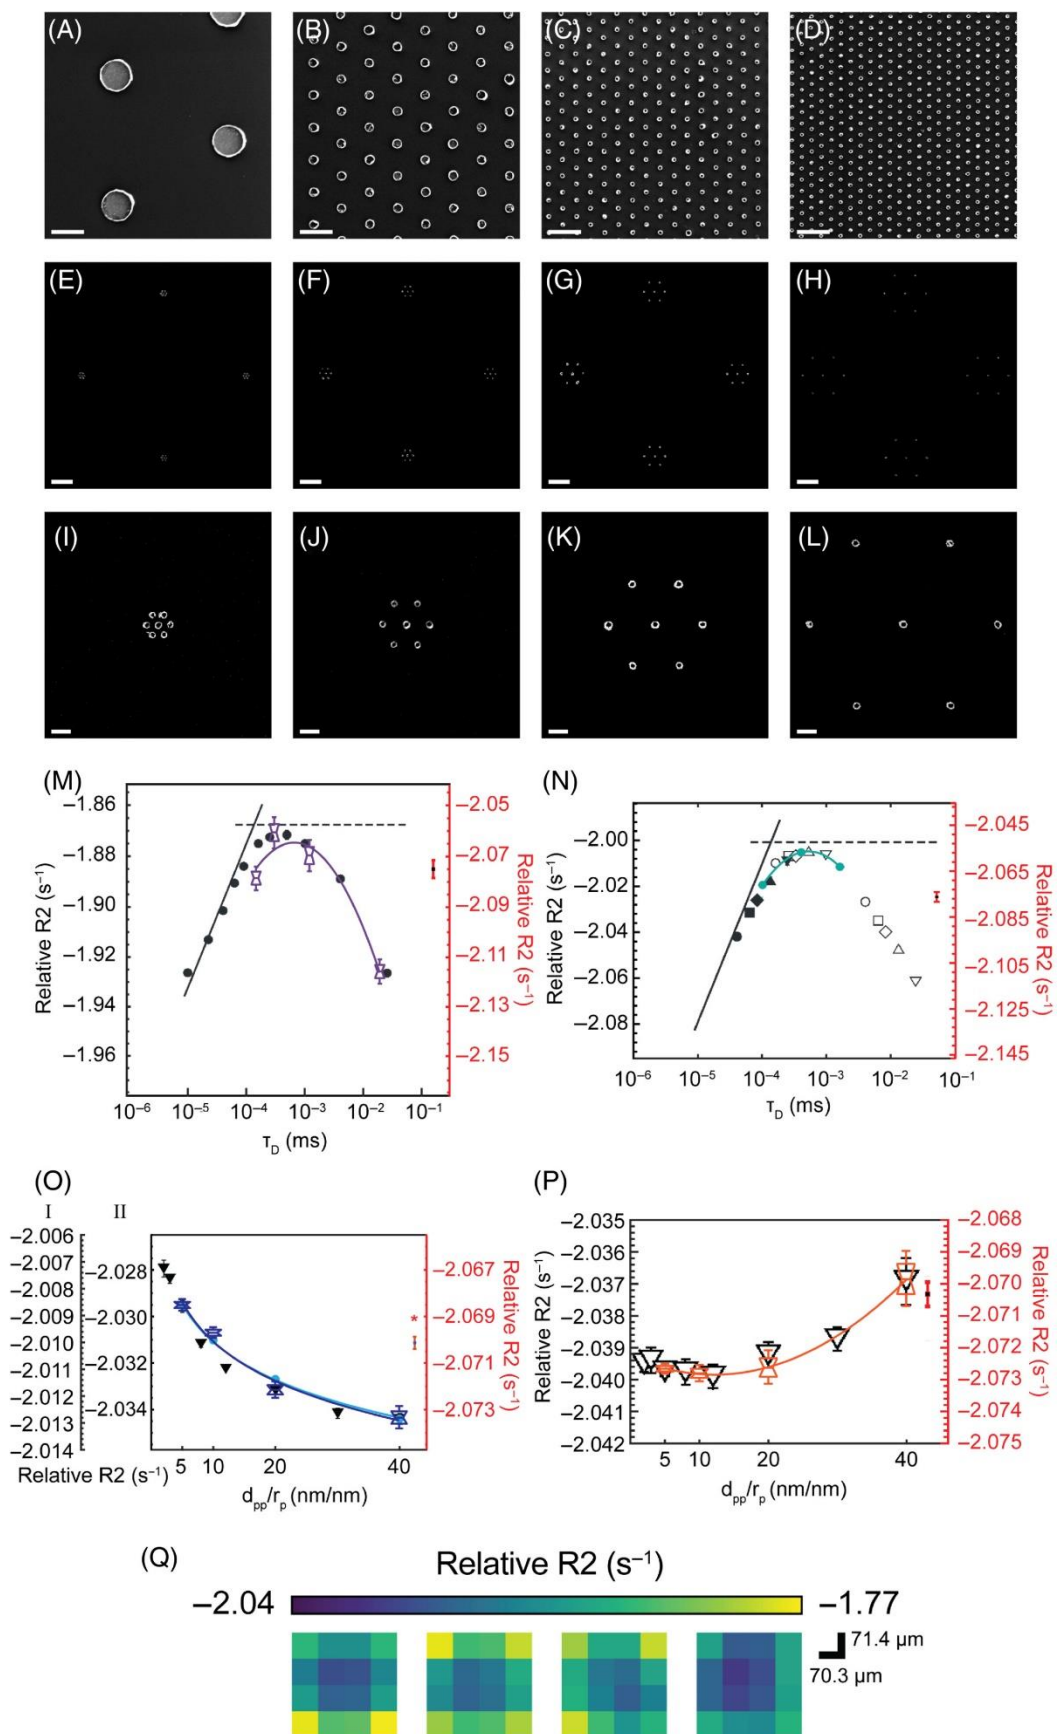 (A)
(B)
(C)
(D)
(E)
(F)
(G)
(H)
(I)
(J)
(K)
(L)
(M)
−1.86
−1.88
−1.90
−1.92
−1.94
−1.96
Relative R2 (s⁻¹)
10⁻⁶ 10⁻⁵ 10⁻⁴ 10⁻³ 10⁻² 10⁻¹
τD (ms)
−2.05
−2.07
−2.09
−2.11
−2.13
−2.15
Relative R2 (s⁻¹)
(N)
−2.00
−2.02
−2.04
−2.06
−2.08
Relative R2 (s⁻¹)
10⁻⁶ 10⁻⁵ 10⁻⁴ 10⁻³ 10⁻² 10⁻¹
τD (ms)
−2.045
−2.065
−2.085
−2.105
−2.125
−2.145
Relative R2 (s⁻¹)
(O)
I II
−2.006
−2.007
−2.008
−2.009
−2.010
−2.011
−2.012
−2.013
−2.014
−2.028
−2.030
−2.032
−2.034
Relative R2 (s⁻¹)
5 10 20 40
dpp/rp (nm/nm)
*
−2.067
−2.069
−2.071
−2.073
Relative R2 (s⁻¹)
(P)
−2.035
−2.036
−2.037
−2.038
−2.039
−2.040
−2.041
−2.042
Relative R2 (s⁻¹)
5 10 20 40
dpp/rp (nm/nm)
−2.068
−2.069
−2.070
−2.071
−2.072
−2.073
−2.074
−2.075
Relative R2 (s⁻¹)
(Q)
Relative R2 (s⁻¹)
−2.04 −1.77
71.4 µm
70.3 µm